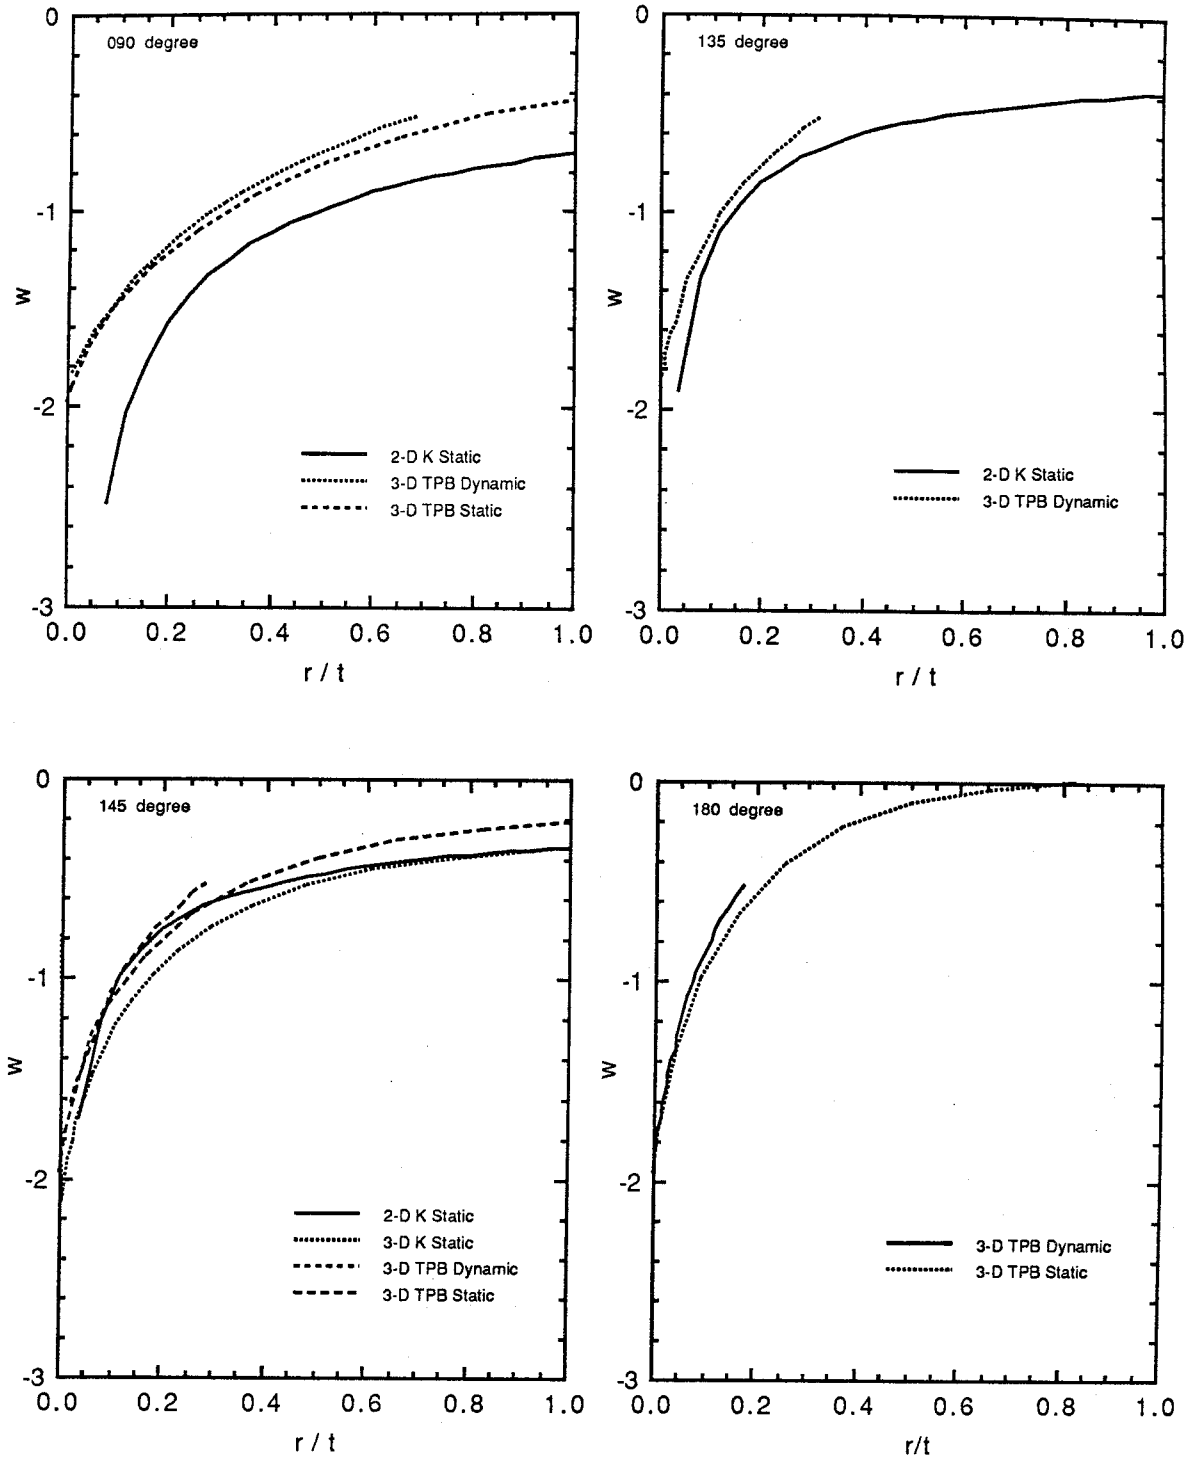 0
090 degree
-1
w
-2
2-D K Static
3-D TPB Dynamic
3-D TPB Static
-3
0.0 0.2 0.4 0.6 0.8 1.0
r / t
0
135 degree
-1
w
-2
2-D K Static
3-D TPB Dynamic
-3
0.0 0.2 0.4 0.6 0.8 1.0
r / t
0
145 degree
-1
w
-2
2-D K Static
3-D K Static
3-D TPB Dynamic
3-D TPB Static
-3
0.0 0.2 0.4 0.6 0.8 1.0
r / t
0
180 degree
-1
w
-2
3-D TPB Dynamic
3-D TPB Static
-3
0.0 0.2 0.4 0.6 0.8 1.0
r/t